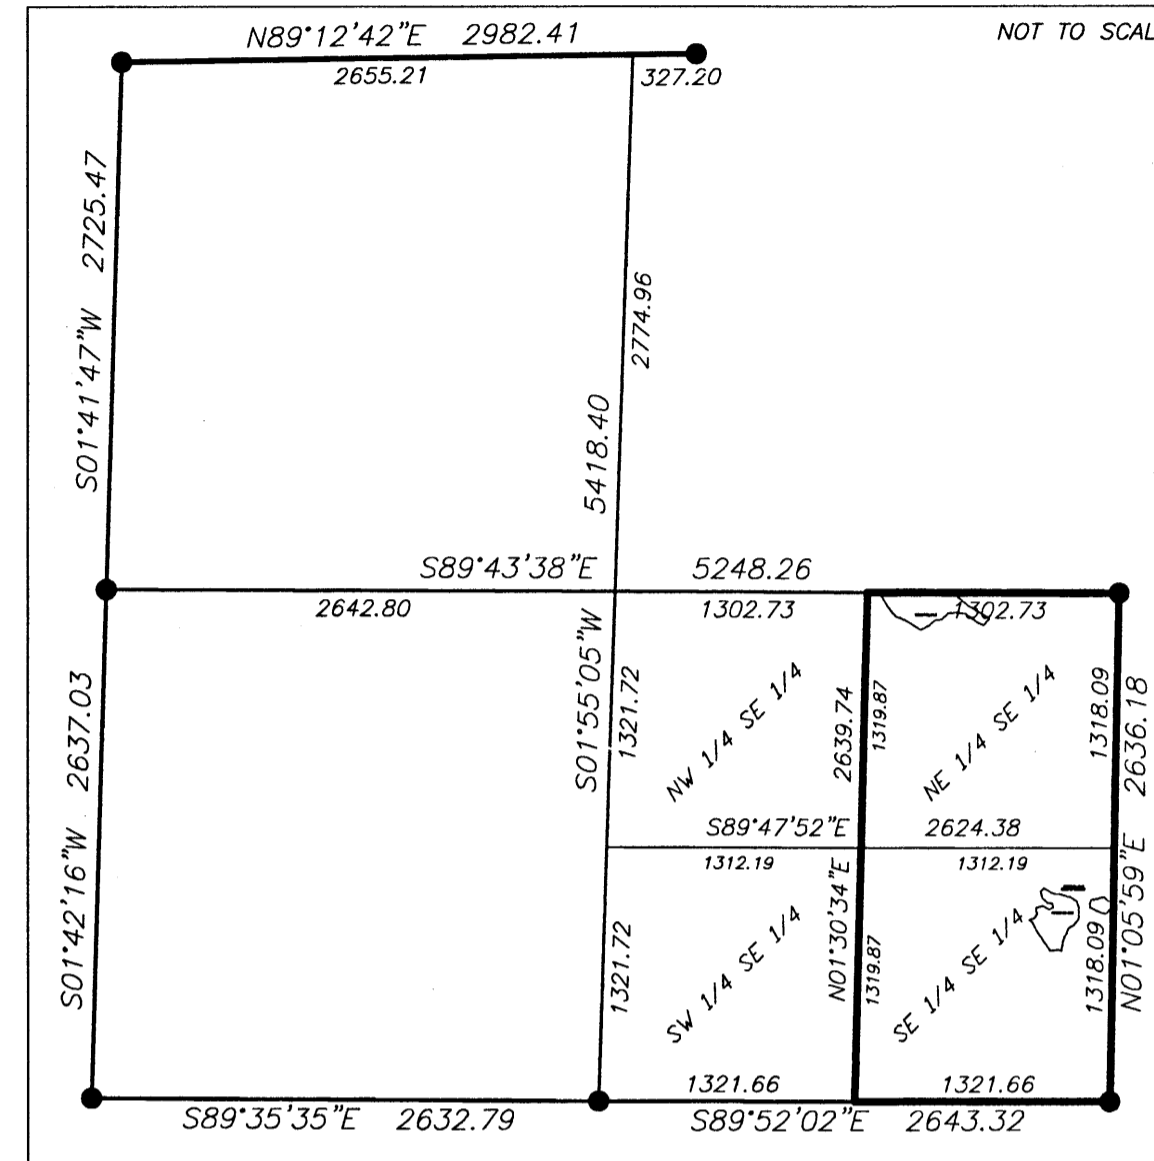 NOT TO SCAL
N89°12'42"E 2982.41
2655.21
327.20
S01°41'47"W 2725.47
2774.96
5418.40
S89°43'38"E 5248.26
2642.80
1302.73
1302.73
S01°55'05"W
1321.72
NW 1/4 SE 1/4
2639.74
1319.87
NE 1/4 SE 1/4
1318.09
2636.18
S01°42'16"W 2637.03
S89°47'52"E 2624.38
1312.19
1312.19
1321.72
SW 1/4 SE 1/4
N01°30'34"E
1319.87
SE 1/4 SE 1/4
1318.09
N01°05'59"E
1321.66
1321.66
S89°35'35"E 2632.79
S89°52'02"E 2643.32